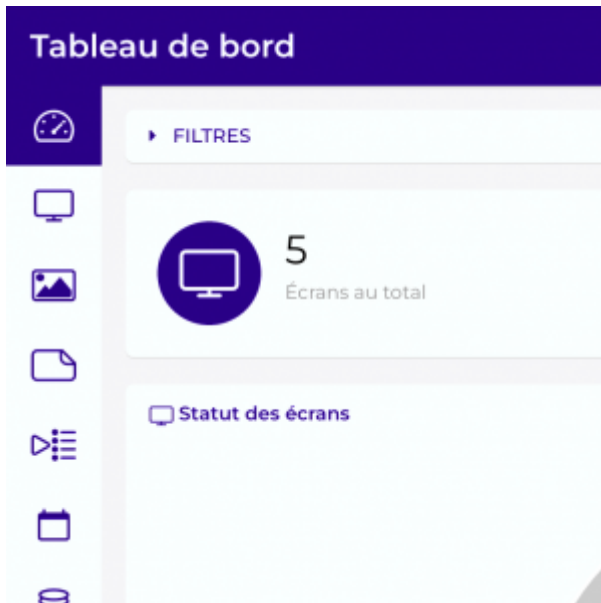 Tableau de bord
FILTRES
5
Écrans au total
Statut des écrans